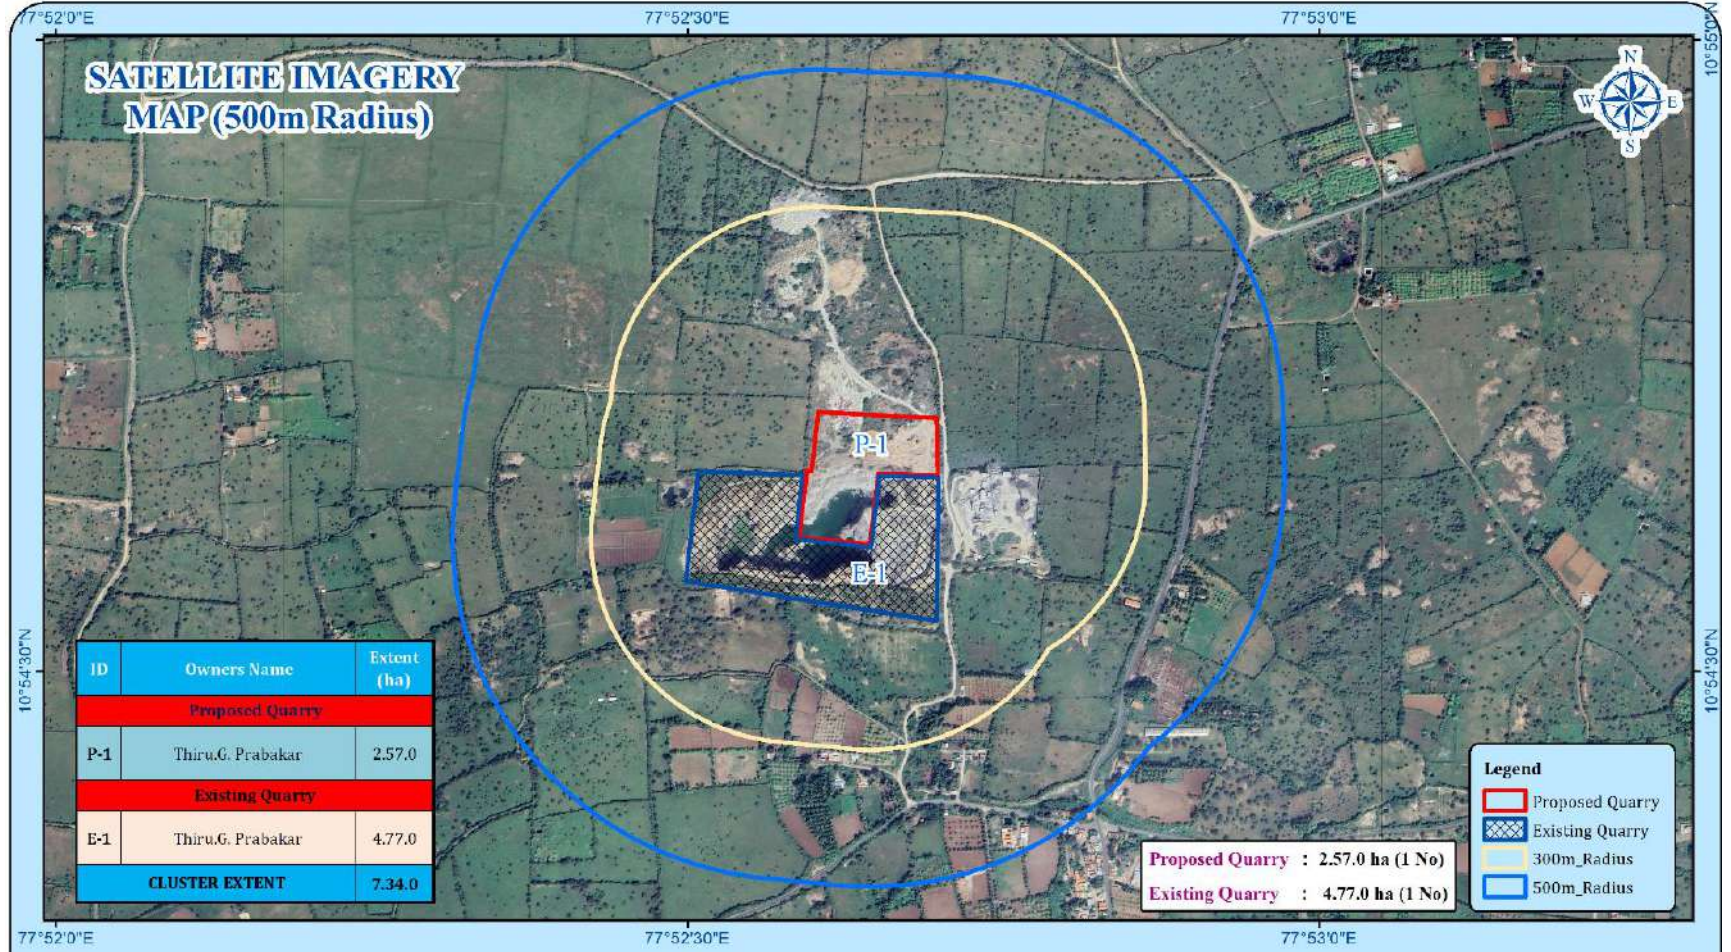 77°52'0"E
77°52'30"E
77°53'0"E
10°55'0"N
SATELLITE IMAGERY
MAP (500m Radius)
N
W E
S
P-1
E-1
10°54'30"N
10°54'30"N
ID Owners Name Extent (ha)
Proposed Quarry
P-1 Thiru.G. Prabakar 2.57.0
Existing Quarry
E-1 Thiru.G. Prabakar 4.77.0
CLUSTER EXTENT 7.34.0
Proposed Quarry : 2.57.0 ha (1 No)
Existing Quarry : 4.77.0 ha (1 No)
Legend
Proposed Quarry
Existing Quarry
300m_Radius
500m_Radius
77°52'0"E
77°52'30"E
77°53'0"E